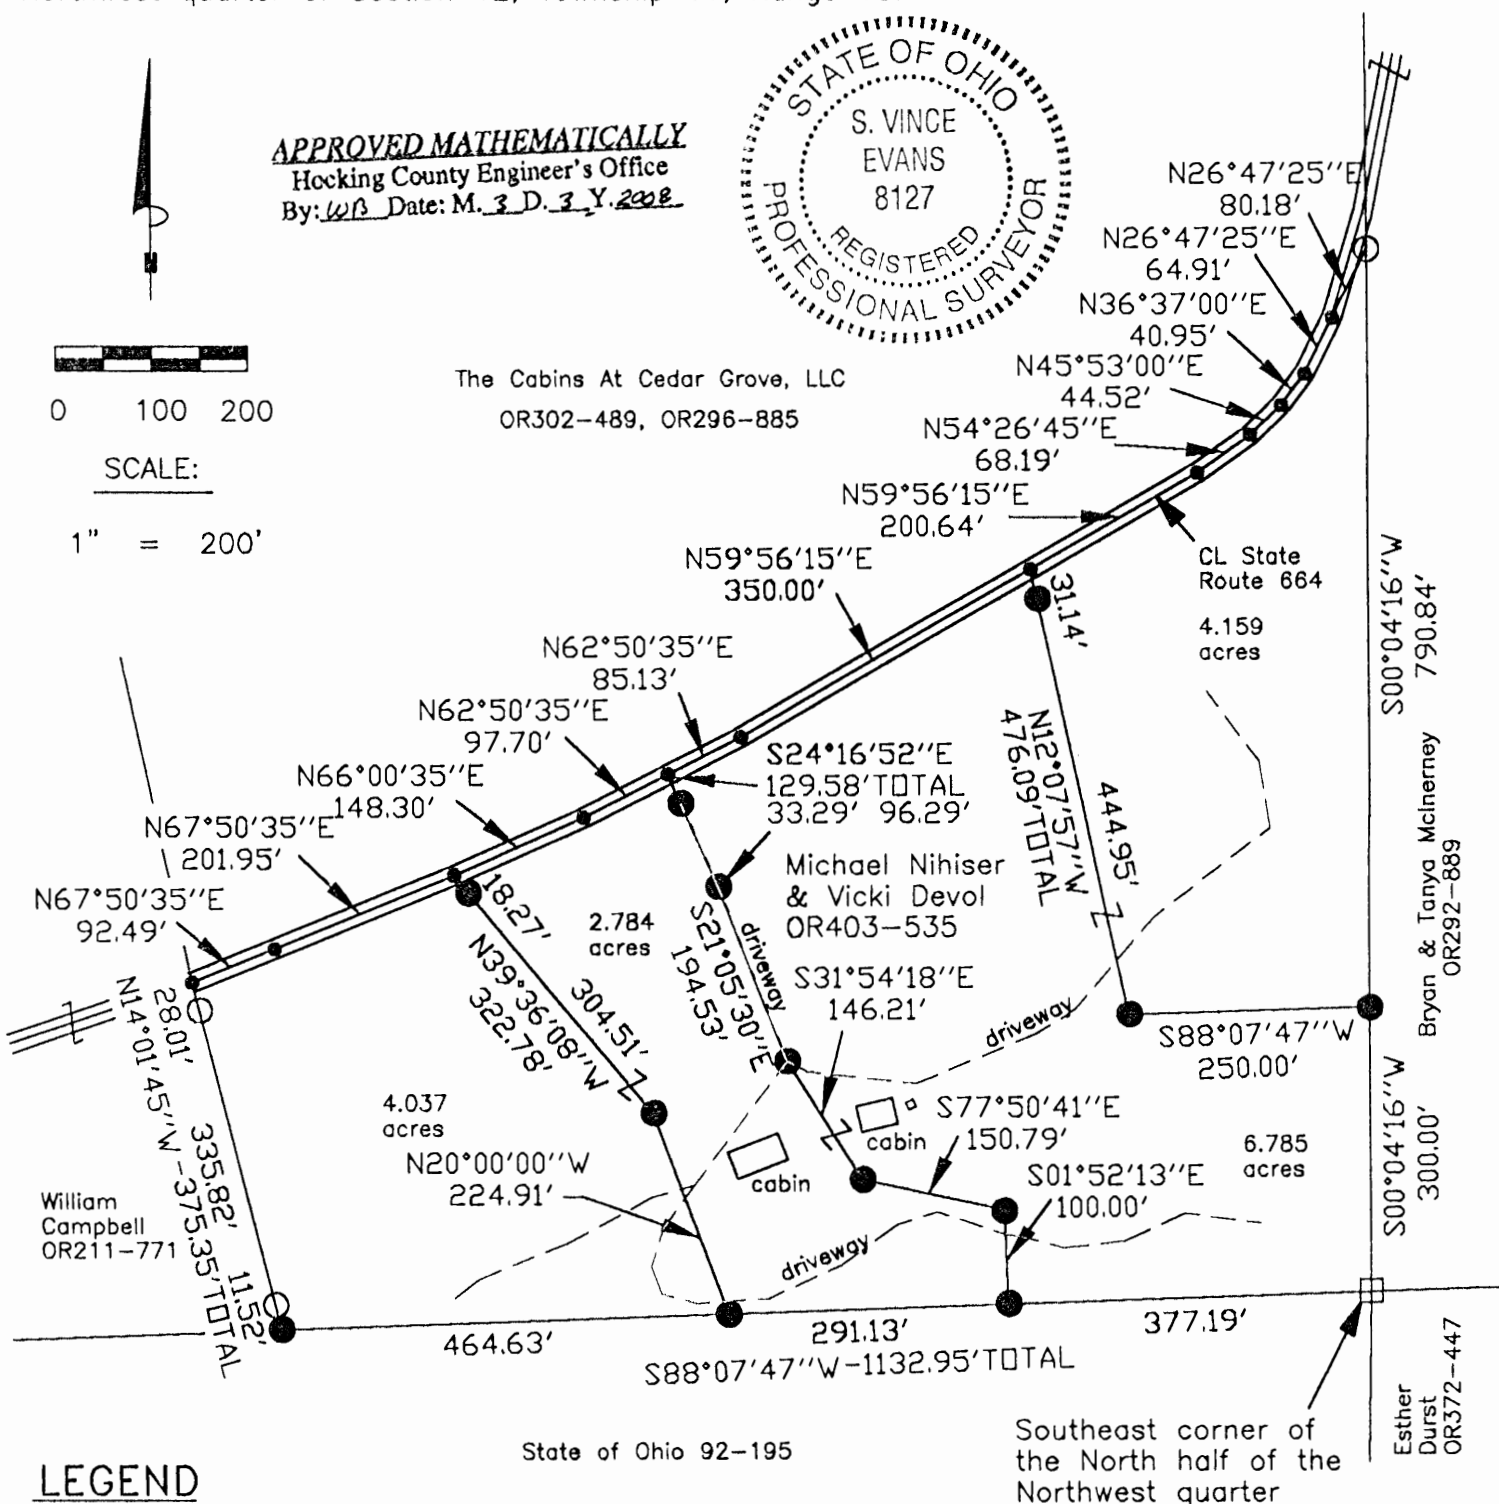 STATE OF OHIO
S. VINCE
EVANS
8127
REGISTERED
PROFESSIONAL SURVEYOR
APPROVED MATHEMATICALLY
Hocking County Engineer's Office
By: WB Date: M. 3 D. 3 Y. 2008
0 100 200
SCALE:
1" = 200'
The Cabins At Cedar Grove, LLC
OR302-489, OR296-885
N26°47'25"E
80.18'
N26°47'25"E
64.91'
N36°37'00"E
40.95'
N45°53'00"E
44.52'
N54°26'45"E
68.19'
N59°56'15"E
200.64'
N59°56'15"E
350.00'
CL State
Route 664
4.159
acres
31.14'
S00°04'16"W
790.84'
N62°50'35"E
85.13'
N62°50'35"E
97.70'
N66°00'35"E
148.30'
N67°50'35"E
201.95'
N67°50'35"E
92.49'
S24°16'52"E
129.58'TOTAL
33.29' 96.29'
Michael Nihiser
& Vicki Devol
OR403-535
N12°07'57"W
476.09'TOTAL
444.95'
Bryan & Tanya McInerney
OR292-889
18.27'
2.784
acres
S21°05'30"E
194.53'
driveway
S31°54'18"E
146.21'
driveway
S88°07'47"W
250.00'
N39°36'08"W
322.78'
304.51'
28.01'
N14°01'45"W-375.35'TOTAL
335.82'
11.52'
4.037
acres
N20°00'00"W
224.91'
William
Campbell
OR211-771
cabin
cabin
S77°50'41"E
150.79'
S01°52'13"E
100.00'
6.785
acres
S00°04'16"W
300.00'
driveway
464.63'
291.13'
377.19'
S88°07'47"W-1132.95'TOTAL
Esther
Durst
OR372-447
State of Ohio 92-195
Southeast corner of
the North half of the
Northwest quarter
LEGEND